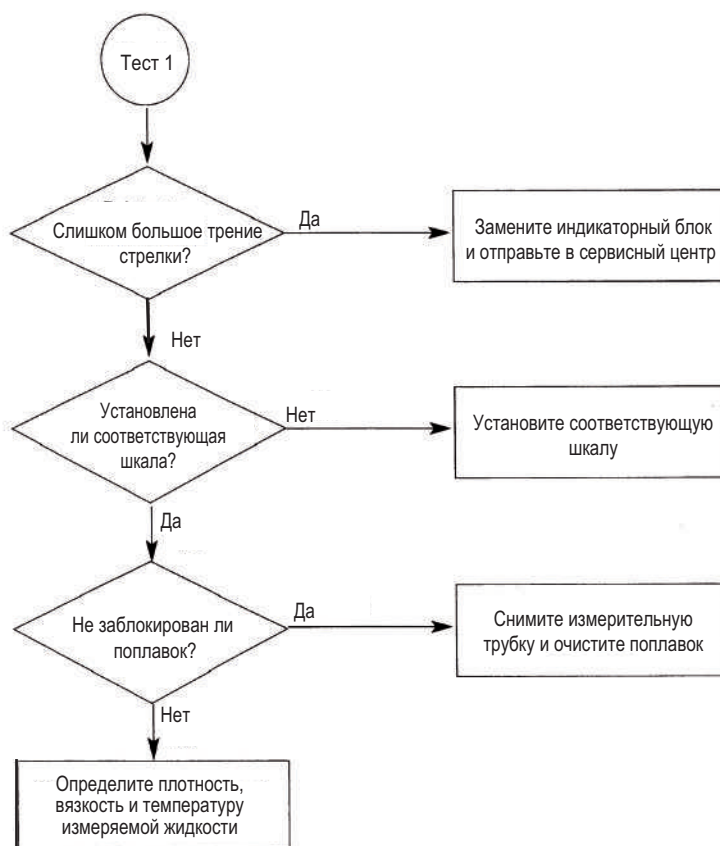 Тест 1
Слишком большое трение
стрелки?
Да
Замените индикаторный блок
и отправьте в сервисный центр
Нет
Установлена
ли соответствующая
шкала?
Нет
Установите соответствующую
шкалу
Да
Не заблокирован ли
поплавок?
Да
Снимите измерительную
трубку и очистите поплавок
Нет
Определите плотность,
вязкость и температуру
измеряемой жидкости